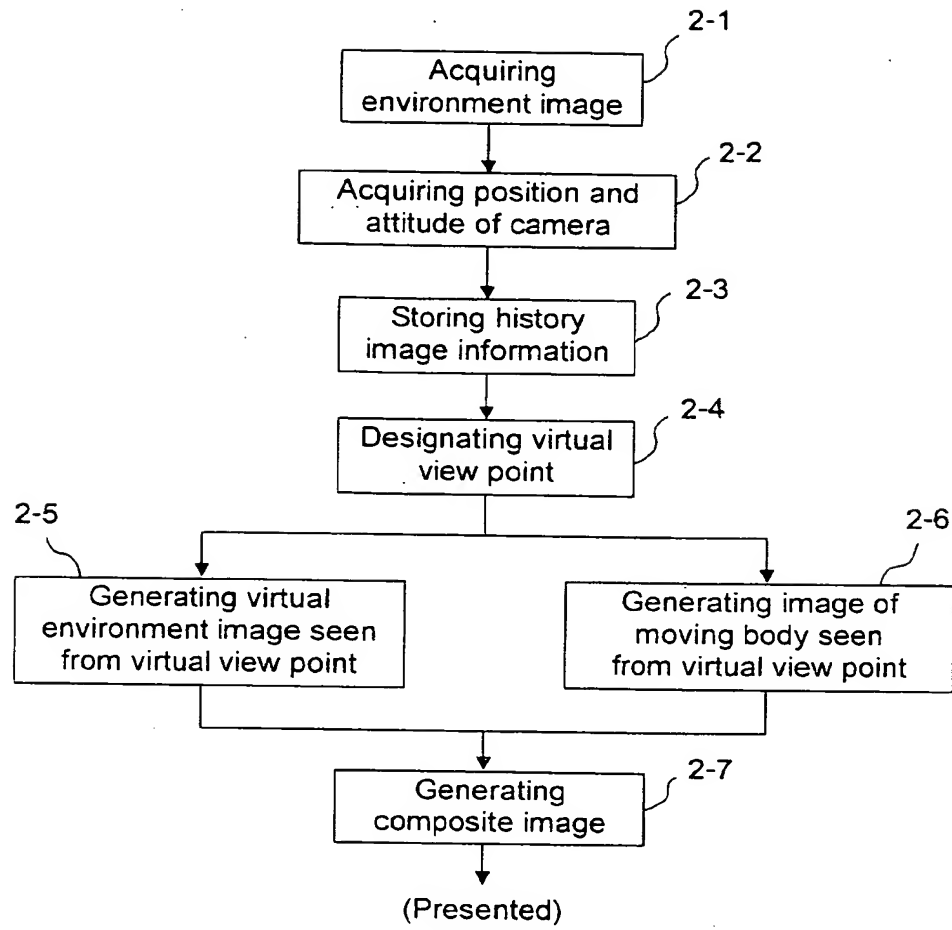 2-1
Acquiring
environment image
2-2
Acquiring position and
attitude of camera
2-3
Storing history
image information
2-4
Designating virtual
view point
2-5
Generating virtual
environment image seen
from virtual view point
2-6
Generating image of
moving body seen
from virtual view point
2-7
Generating
composite image
(Presented)